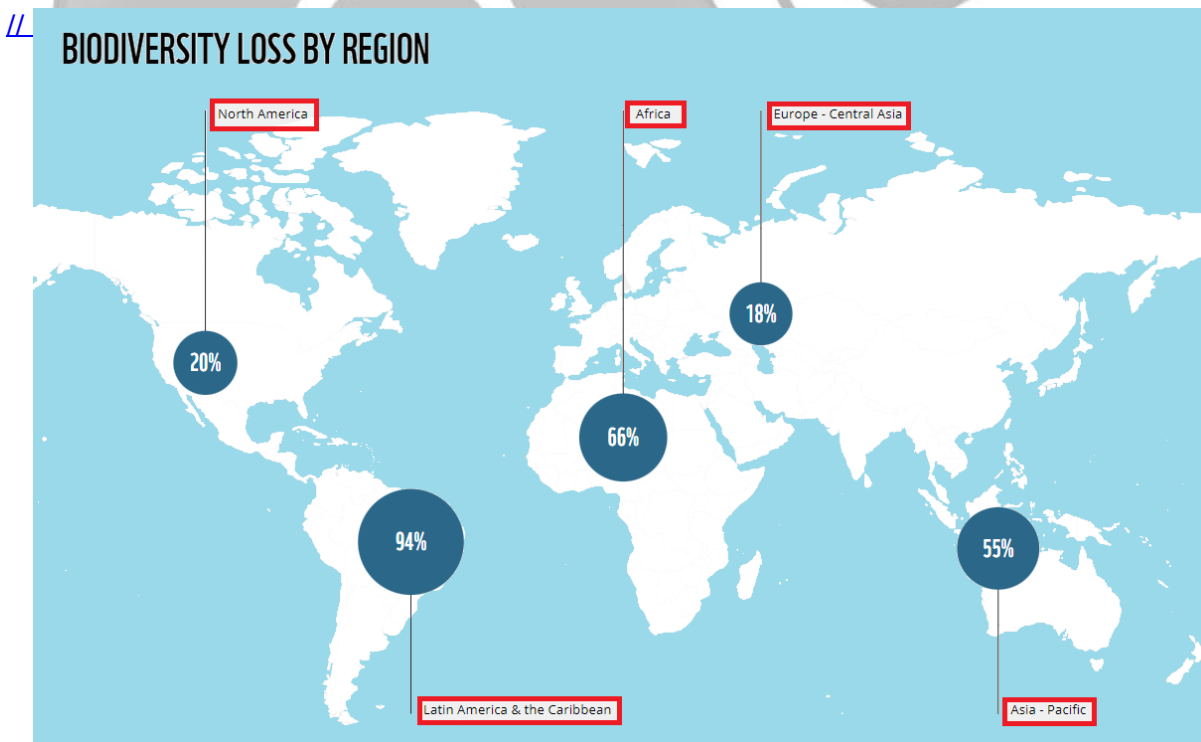 //
BIODIVERSITY LOSS BY REGION
North America
Africa
Europe - Central Asia
18%
20%
66%
94%
55%
Latin America & the Caribbean
Asia - Pacific